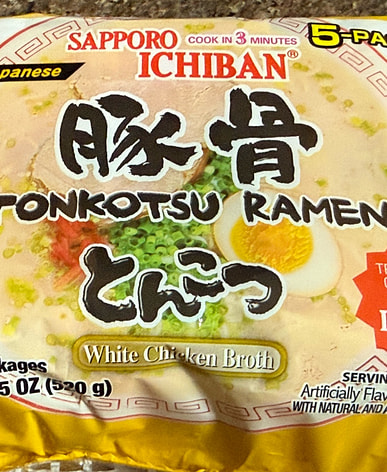 SAPPORO
COOK IN 3 MINUTES
ICHIBAN®
5-PA
panese
豚骨
TONKOTSU RAMEN
とんこつ
White Chicken Broth
kages
5 OZ (520 g)
SERVIN
Artificially Flav
WITH NATURAL AND A